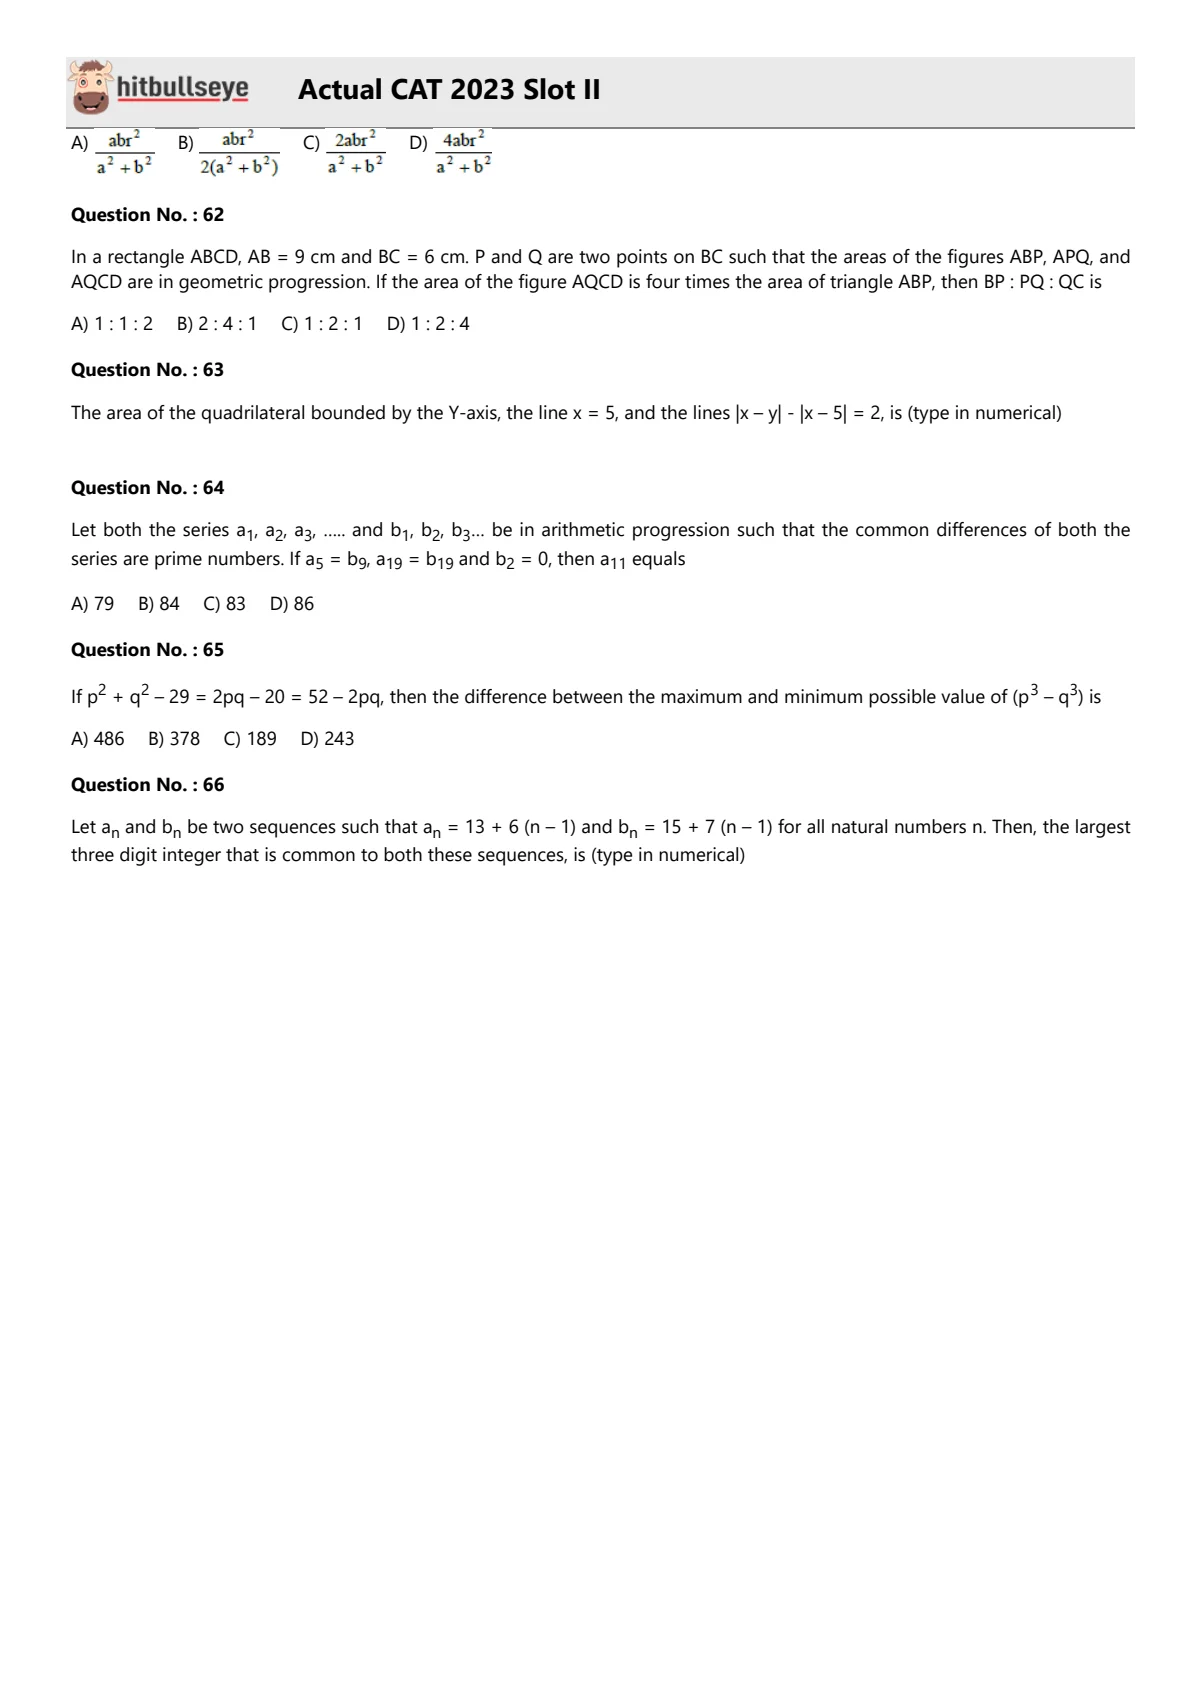 hitbullseye Actual CAT 2023 Slot II
A) abr²/(a² + b²) B) abr²/(2(a² + b²)) C) 2abr²/(a² + b²) D) 4abr²/(a² + b²)
Question No. : 62
In a rectangle ABCD, AB = 9 cm and BC = 6 cm. P and Q are two points on BC such that the areas of the figures ABP, APQ, and
AQCD are in geometric progression. If the area of the figure AQCD is four times the area of triangle ABP, then BP : PQ : QC is
A) 1 : 1 : 2 B) 2 : 4 : 1 C) 1 : 2 : 1 D) 1 : 2 : 4
Question No. : 63
The area of the quadrilateral bounded by the Y-axis, the line x = 5, and the lines |x – y| - |x – 5| = 2, is (type in numerical)
Question No. : 64
Let both the series a₁, a₂, a₃, ..... and b₁, b₂, b₃... be in arithmetic progression such that the common differences of both the
series are prime numbers. If a₅ = b₉, a₁₉ = b₁₉ and b₂ = 0, then a₁₁ equals
A) 79 B) 84 C) 83 D) 86
Question No. : 65
If p² + q² – 29 = 2pq – 20 = 52 – 2pq, then the difference between the maximum and minimum possible value of (p³ – q³) is
A) 486 B) 378 C) 189 D) 243
Question No. : 66
Let aₙ and bₙ be two sequences such that aₙ = 13 + 6 (n – 1) and bₙ = 15 + 7 (n – 1) for all natural numbers n. Then, the largest
three digit integer that is common to both these sequences, is (type in numerical)